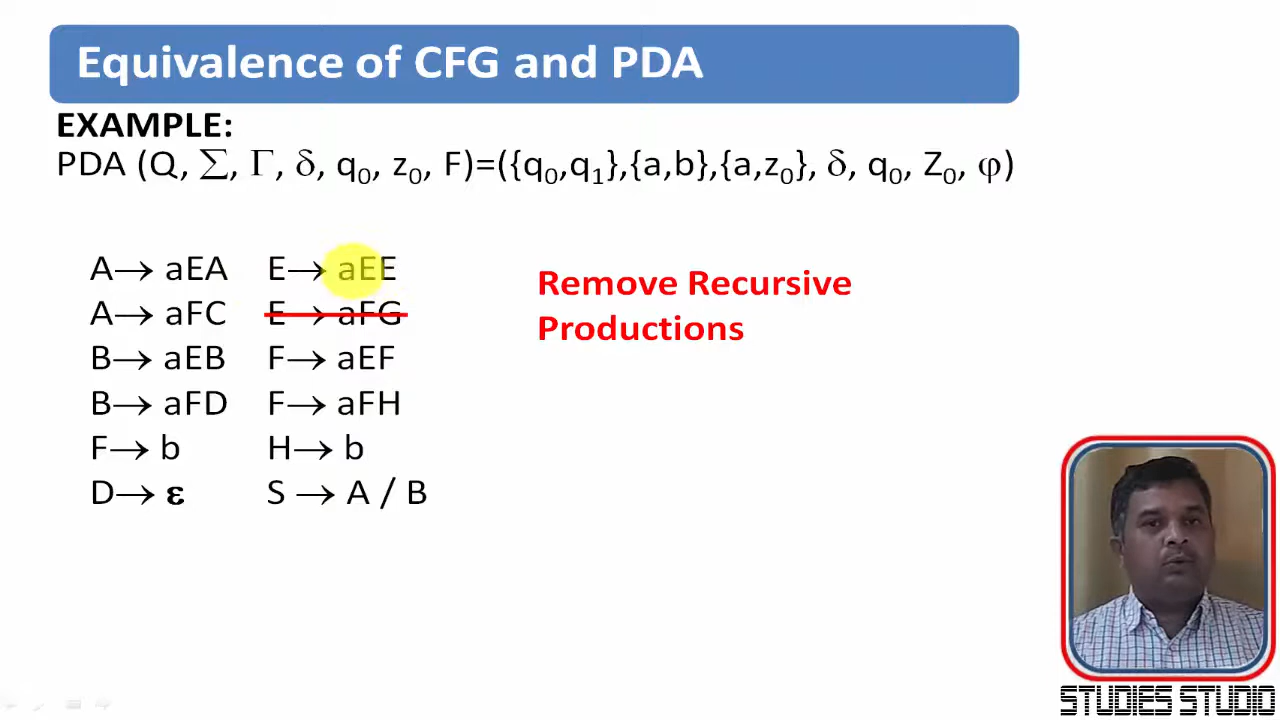 Equivalence of CFG and PDA
EXAMPLE:
PDA (Q, Σ, Γ, δ, q₀, z₀, F)=({q₀,q₁},{a,b},{a,z₀}, δ, q₀, Z₀, φ)
A→ aEA E→ aEE
A→ aFC E→ aFG
B→ aEB F→ aEF
B→ aFD F→ aFH
F→ b H→ b
D→ ε S → A / B
Remove Recursive
Productions
STUDIES STUDIO